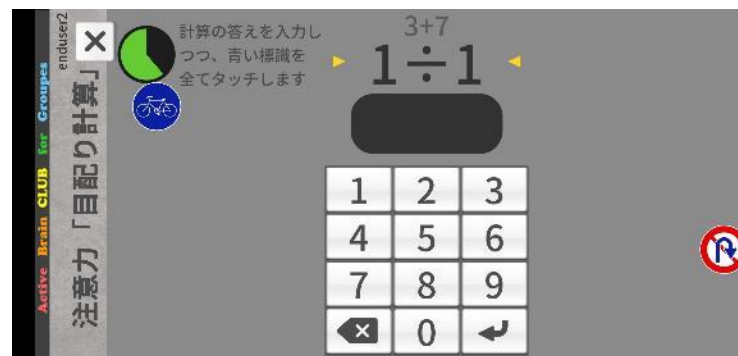 Active Brain CLUB for Groupes
enduser2
注意力「目配り計算」
計算の答えを入力し
つつ、青い標識を
全てタッチします
3+7
1÷1
1 2 3
4 5 6
7 8 9
0